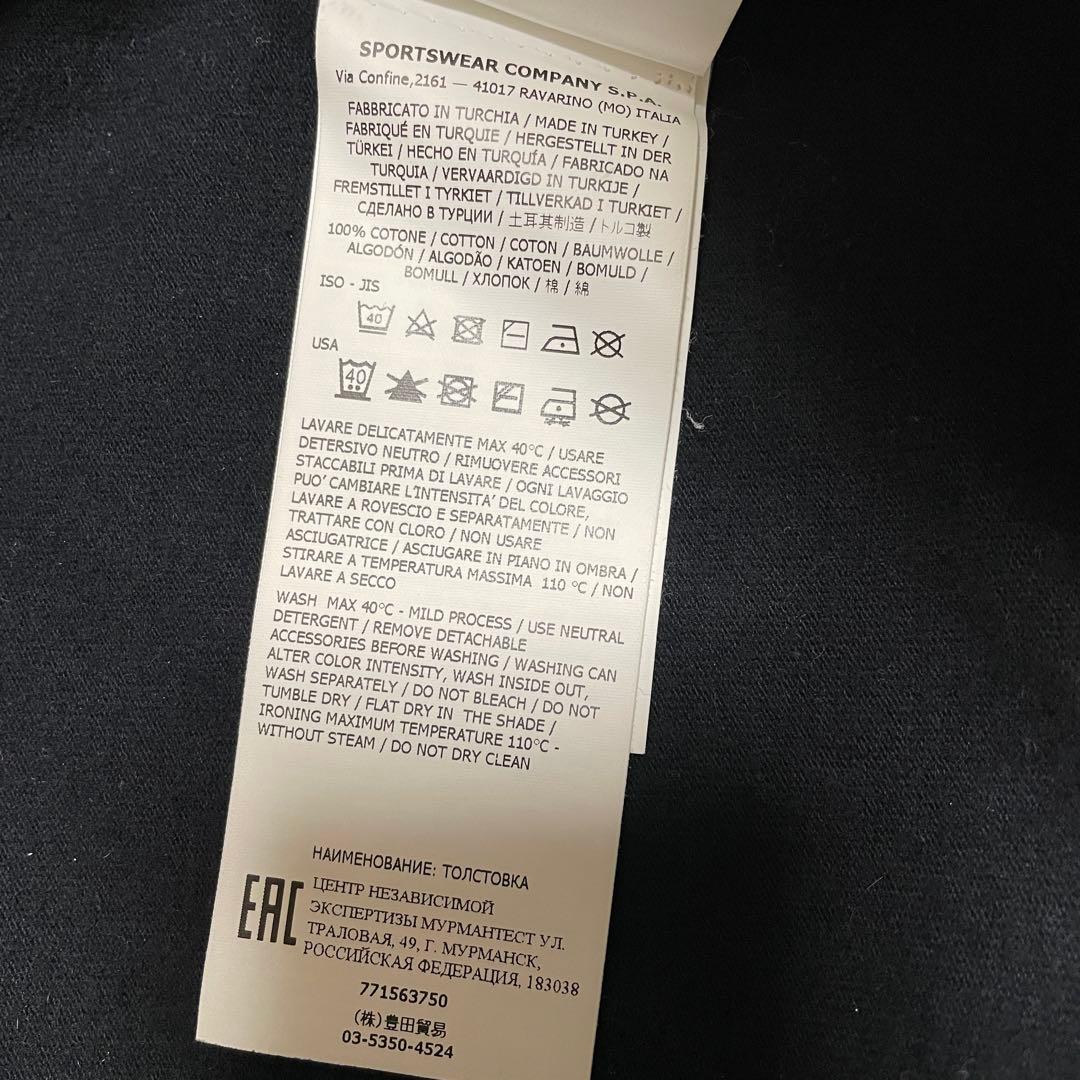 SPORTSWEAR COMPANY S.P.A.
Via Confine,2161 — 41017 RAVARINO (MO) ITALIA
FABBRICATO IN TURCHIA / MADE IN TURKEY /
FABRIQUÉ EN TURQUIE / HERGESTELLT IN DER
TÜRKEI / HECHO EN TURQUÍA / FABRICADO NA
TURQUIA / VERVAARDIGD IN TURKIJE /
FREMSTILLET I TYRKIET / TILLVERKAD I TURKIET /
СДЕЛАНО В ТУРЦИИ / 土耳其制造 / トルコ製
100% COTONE / COTTON / COTON / BAUMWOLLE /
ALGODÓN / ALGODÃO / KATOEN / BOMULD /
BOMULL / ХЛОПОК / 棉 / 綿
ISO - JIS
40
USA
40
LAVARE DELICATAMENTE MAX 40°C / USARE
DETERSIVO NEUTRO / RIMUOVERE ACCESSORI
STACCABILI PRIMA DI LAVARE / OGNI LAVAGGIO
PUO' CAMBIARE L'INTENSITA' DEL COLORE,
LAVARE A ROVESCIO E SEPARATAMENTE / NON
TRATTARE CON CLORO / NON USARE
ASCIUGATRICE / ASCIUGARE IN PIANO IN OMBRA /
STIRARE A TEMPERATURA MASSIMA 110 °C / NON
LAVARE A SECCO
WASH MAX 40°C - MILD PROCESS / USE NEUTRAL
DETERGENT / REMOVE DETACHABLE
ACCESSORIES BEFORE WASHING / WASHING CAN
ALTER COLOR INTENSITY, WASH INSIDE OUT,
WASH SEPARATELY / DO NOT BLEACH / DO NOT
TUMBLE DRY / FLAT DRY IN THE SHADE /
IRONING MAXIMUM TEMPERATURE 110°C -
WITHOUT STEAM / DO NOT DRY CLEAN
НАИМЕНОВАНИЕ: ТОЛСТОВКА
EAC
ЦЕНТР НЕЗАВИСИМОЙ
ЭКСПЕРТИЗЫ МУРМАНТЕСТ УЛ.
ТРАЛОВАЯ, 49, Г. МУРМАНСК,
РОССИЙСКАЯ ФЕДЕРАЦИЯ, 183038
771563750
(株)豊田貿易
03-5350-4524